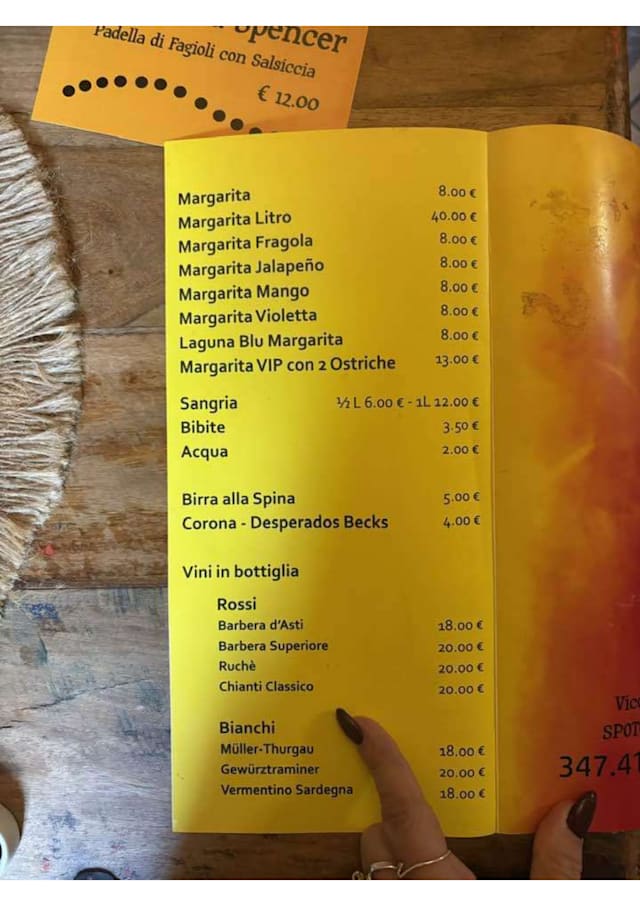 Spencer
Padella di Fagioli con Salsiccia
€ 12.00
Margarita 8.00 €
Margarita Litro 40.00 €
Margarita Fragola 8.00 €
Margarita Jalapeño 8.00 €
Margarita Mango 8.00 €
Margarita Violetta 8.00 €
Laguna Blu Margarita 8.00 €
Margarita VIP con 2 Ostriche 13.00 €
Sangria ½ L 6.00 € - 1L 12.00 €
Bibite 3.50 €
Acqua 2.00 €
Birra alla Spina 5.00 €
Corona - Desperados Becks 4.00 €
Vini in bottiglia
Rossi
Barbera d'Asti 18.00 €
Barbera Superiore 20.00 €
Ruchè 20.00 €
Chianti Classico 20.00 €
Bianchi
Müller-Thurgau 18.00 €
Gewürztraminer 20.00 €
Vermentino Sardegna 18.00 €
Vico
SPOT
347.41